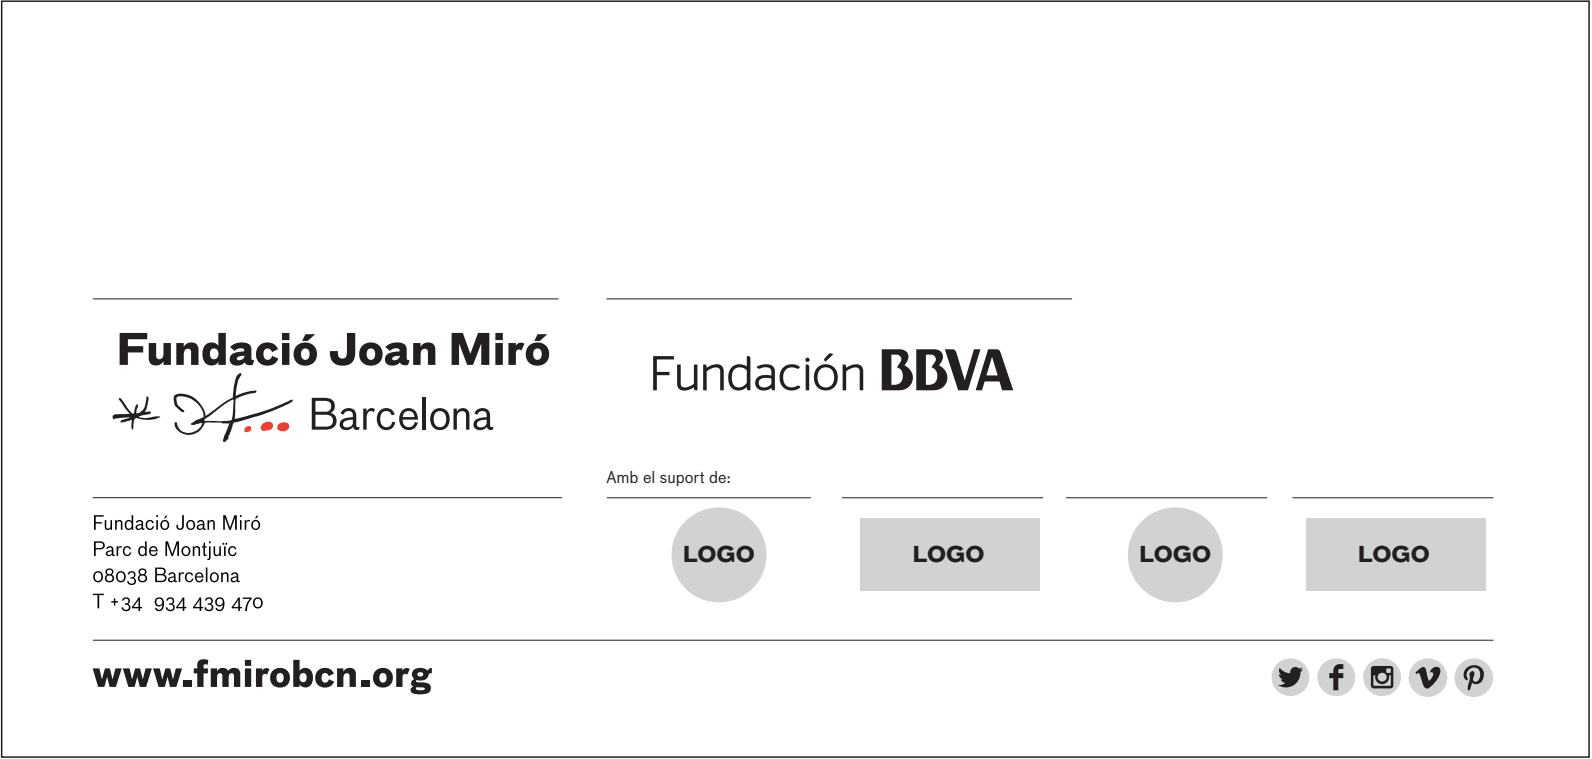 Fundació Joan Miró
Barcelona
Fundación BBVA
Amb el suport de:
LOGO LOGO LOGO LOGO
Fundació Joan Miró
Parc de Montjuïc
08038 Barcelona
T +34 934 439 470
www.fmirobcn.org